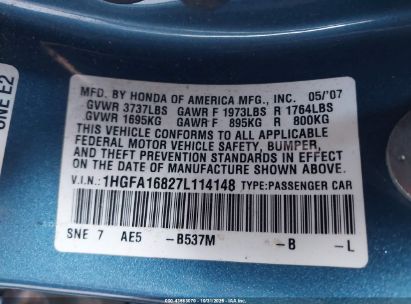 ONE E2
MFD. BY HONDA OF AMERICA MFG., INC. 05/'07
GVWR 3737LBS GAWR F 1973LBS R 1764LBS
GVWR 1695KG GAWR F 895KG R 800KG
THIS VEHICLE CONFORMS TO ALL APPLICABLE
FEDERAL MOTOR VEHICLE SAFETY, BUMPER,
AND THEFT PREVENTION STANDARDS IN EFFECT
ON THE DATE OF MANUFACTURE SHOWN ABOVE.
V.I.N.: 1HGFA16827L114148 TYPE:PASSENGER CAR
SNE 7 AE5 -B537M -B -L